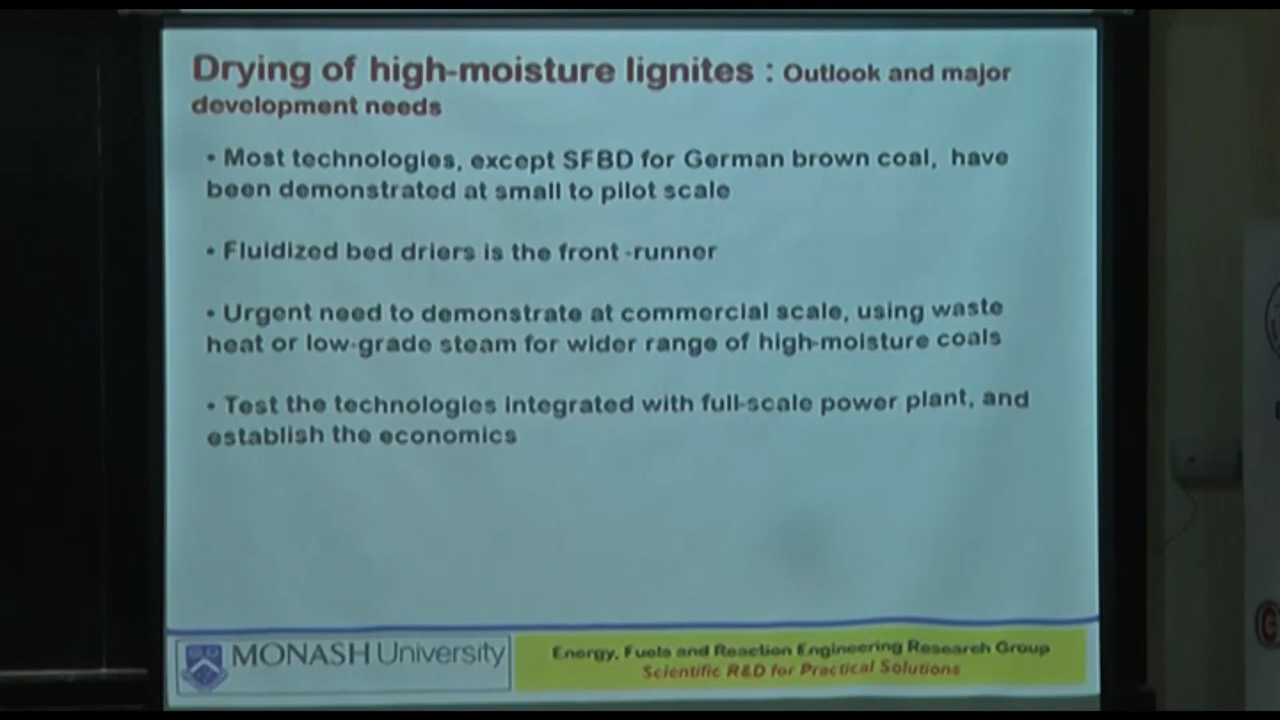 Drying of high-moisture lignites : Outlook and major
development needs
• Most technologies, except SFBD for German brown coal, have
been demonstrated at small to pilot scale
• Fluidized bed driers is the front -runner
• Urgent need to demonstrate at commercial scale, using waste
heat or low-grade steam for wider range of high-moisture coals
• Test the technologies integrated with full-scale power plant, and
establish the economics
MONASH University
Energy, Fuels and Reaction Engineering Research Group
Scientific R&D for Practical Solutions